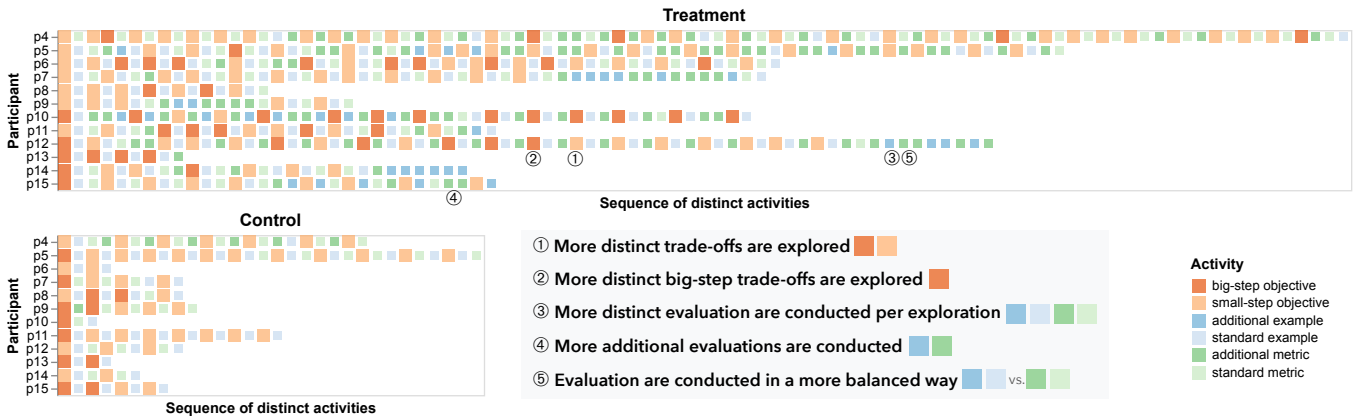 Treatment
Participant
p4
p5
p6
p7
p8
p9
p10
p11
p12
p13
p14
p15
② ① ③ ⑤
④
Sequence of distinct activities
Control
Participant
p4
p5
p6
p7
p8
p9
p10
p11
p12
p13
p14
p15
Sequence of distinct activities
① More distinct trade-offs are explored
② More distinct big-step trade-offs are explored
③ More distinct evaluation are conducted per exploration
④ More additional evaluations are conducted
⑤ Evaluation are conducted in a more balanced way vs.
Activity
big-step objective
small-step objective
additional example
standard example
additional metric
standard metric